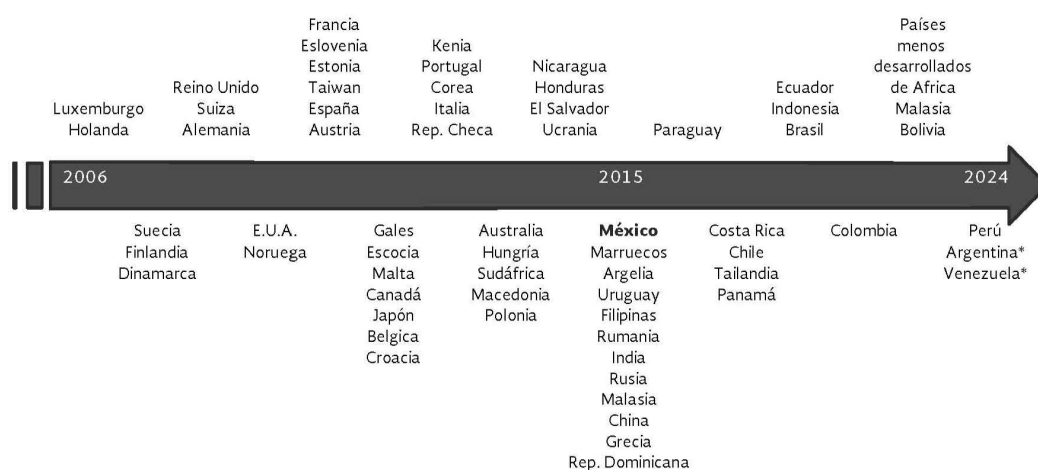 Luxemburgo
Holanda
Reino Unido
Suiza
Alemania
Francia
Eslovenia
Estonia
Taiwan
España
Austria
Kenia
Portugal
Corea
Italia
Rep. Checa
Nicaragua
Honduras
El Salvador
Ucrania
Paraguay
Ecuador
Indonesia
Brasil
Países
menos
desarrollados
de Africa
Malasia
Bolivia
2006
2015
2024
Suecia
Finlandia
Dinamarca
E.U.A.
Noruega
Gales
Escocia
Malta
Canadá
Japón
Belgica
Croacia
Australia
Hungría
Sudáfrica
Macedonia
Polonia
México
Marruecos
Argelia
Uruguay
Filipinas
Rumania
India
Rusia
Malasia
China
Grecia
Rep. Dominicana
Costa Rica
Chile
Tailandia
Panamá
Colombia
Perú
Argentina*
Venezuela*